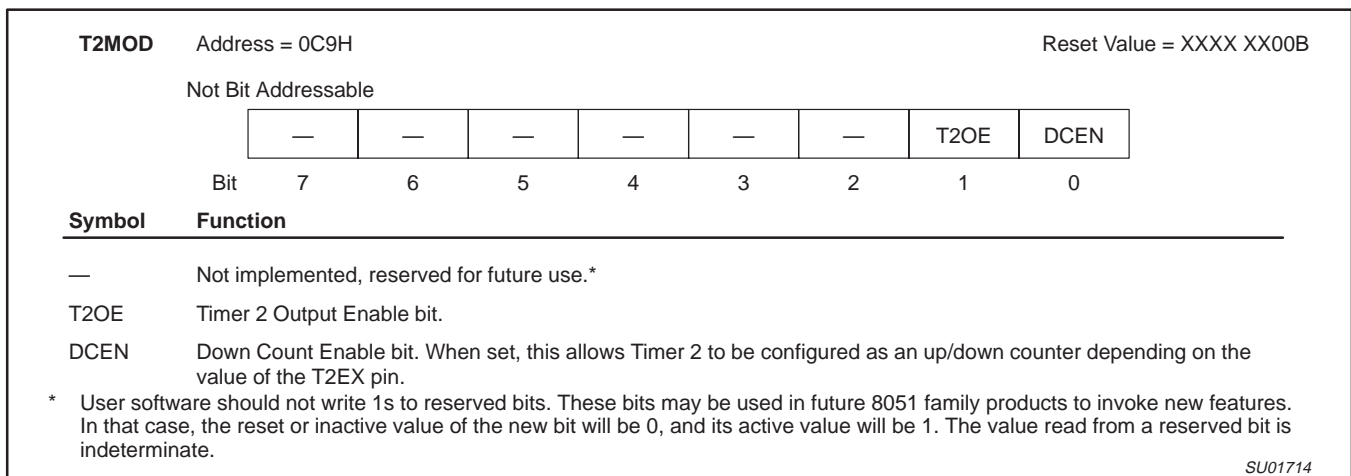 T2MOD Address = 0C9H Reset Value = XXXX XX00B
Not Bit Addressable
— — — — — — T2OE DCEN
Bit 7 6 5 4 3 2 1 0
Symbol Function
— Not implemented, reserved for future use.*
T2OE Timer 2 Output Enable bit.
DCEN Down Count Enable bit. When set, this allows Timer 2 to be configured as an up/down counter depending on the
value of the T2EX pin.
* User software should not write 1s to reserved bits. These bits may be used in future 8051 family products to invoke new features.
In that case, the reset or inactive value of the new bit will be 0, and its active value will be 1. The value read from a reserved bit is
indeterminate.
SU01714